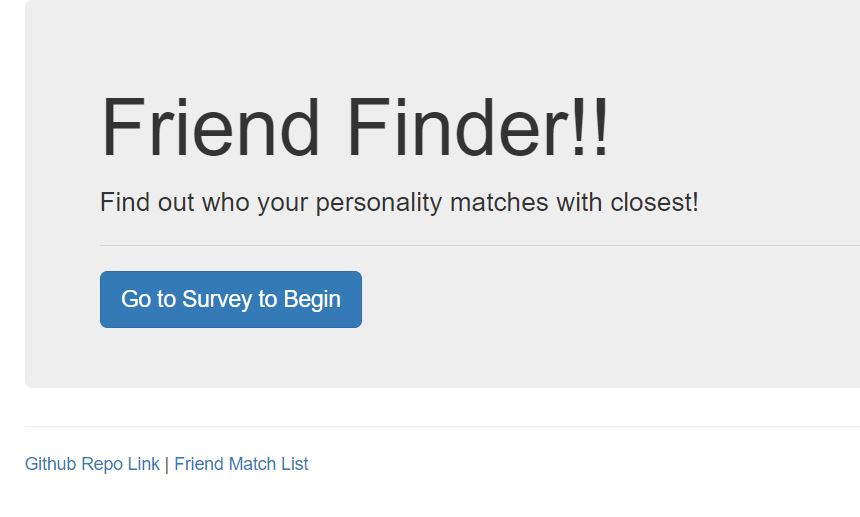 Friend Finder!!
Find out who your personality matches with closest!
Go to Survey to Begin
Github Repo Link | Friend Match List